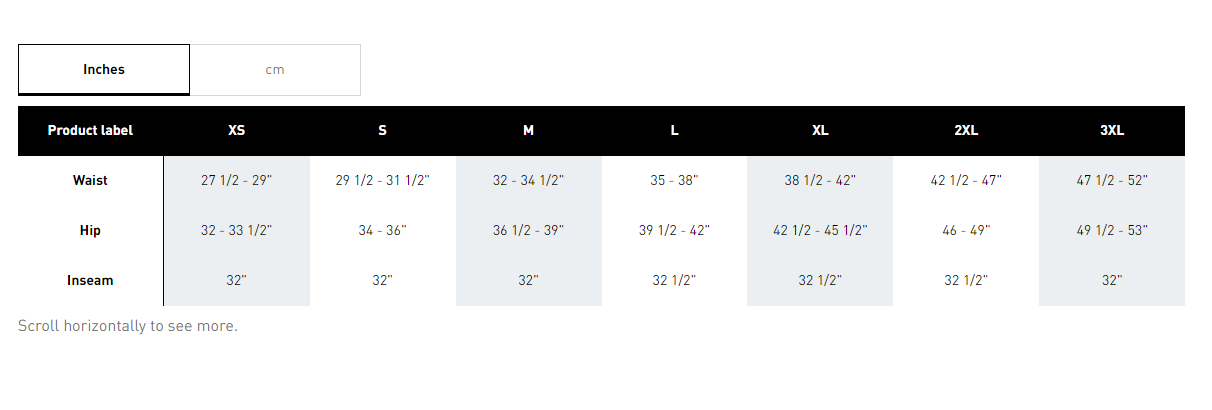 Inches cm
Product label XS S M L XL 2XL 3XL
Waist 27 1/2 - 29" 29 1/2 - 31 1/2" 32 - 34 1/2" 35 - 38" 38 1/2 - 42" 42 1/2 - 47" 47 1/2 - 52"
Hip 32 - 33 1/2" 34 - 36" 36 1/2 - 39" 39 1/2 - 42" 42 1/2 - 45 1/2" 46 - 49" 49 1/2 - 53"
Inseam 32" 32" 32" 32 1/2" 32 1/2" 32 1/2" 32"
Scroll horizontally to see more.